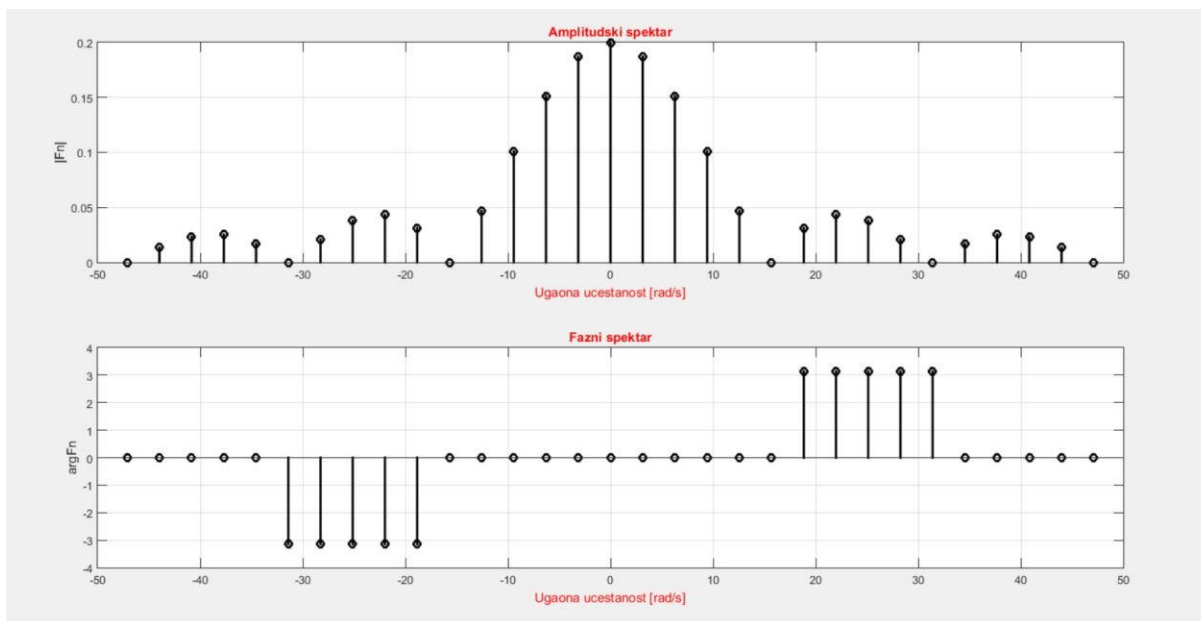 Amplitudski spektar
|Fn|
0.2
0.15
0.1
0.05
0
-50 -40 -30 -20 -10 0 10 20 30 40 50
Ugaona ucestanost [rad/s]
Fazni spektar
argFn
4
3
2
1
0
-1
-2
-3
-4
-50 -40 -30 -20 -10 0 10 20 30 40 50
Ugaona ucestanost [rad/s]